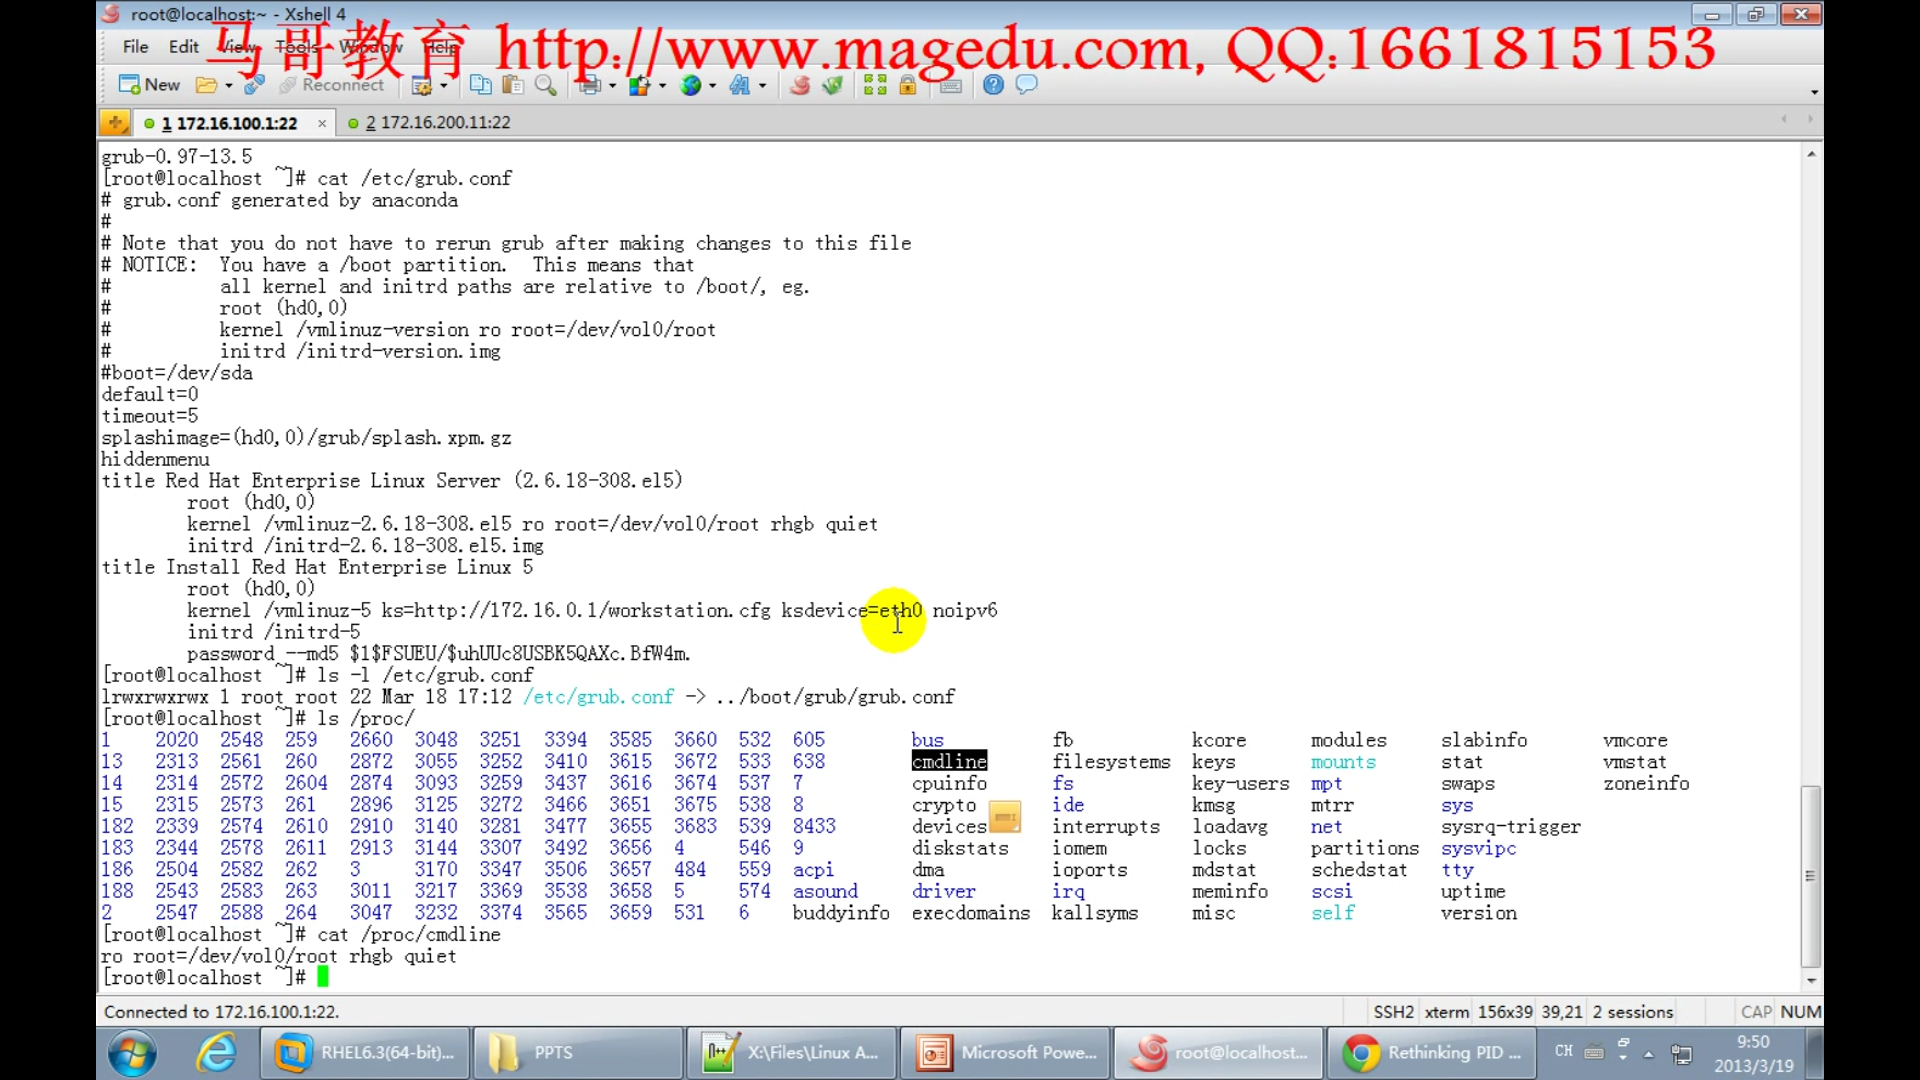 root@localhost:~ - Xshell 4
马哥教育 http://www.magedu.com, QQ:1661815153
File Edit View Tools Window Help
New Reconnect
1 172.16.100.1:22 × 2 172.16.200.11:22
grub-0.97-13.5
[root@localhost ~]# cat /etc/grub.conf
# grub.conf generated by anaconda
#
# Note that you do not have to rerun grub after making changes to this file
# NOTICE:  You have a /boot partition.  This means that
#          all kernel and initrd paths are relative to /boot/, eg.
#          root (hd0,0)
#          kernel /vmlinuz-version ro root=/dev/vol0/root
#          initrd /initrd-version.img
#boot=/dev/sda
default=0
timeout=5
splashimage=(hd0,0)/grub/splash.xpm.gz
hiddenmenu
title Red Hat Enterprise Linux Server (2.6.18-308.el5)
        root (hd0,0)
        kernel /vmlinuz-2.6.18-308.el5 ro root=/dev/vol0/root rhgb quiet
        initrd /initrd-2.6.18-308.el5.img
title Install Red Hat Enterprise Linux 5
        root (hd0,0)
        kernel /vmlinuz-5 ks=http://172.16.0.1/workstation.cfg ksdevice=eth0 noipv6
        initrd /initrd-5
        password --md5 $1$FSUEU/$uhUUc8USBK5QAXc.BfW4m.
[root@localhost ~]# ls -l /etc/grub.conf
lrwxrwxrwx 1 root root 22 Mar 18 17:12 /etc/grub.conf -> ../boot/grub/grub.conf
[root@localhost ~]# ls /proc/
1 2020 2548 259 2660 3048 3251 3394 3585 3660 532 605 bus fb kcore modules slabinfo vmcore
13 2313 2561 260 2872 3055 3252 3410 3615 3672 533 638 cmdline filesystems keys mounts stat vmstat
14 2314 2572 2604 2874 3093 3259 3437 3616 3674 537 7 cpuinfo fs key-users mpt swaps zoneinfo
15 2315 2573 261 2896 3125 3272 3466 3651 3675 538 8 crypto ide kmsg mtrr sys
182 2339 2574 2610 2910 3140 3281 3477 3655 3683 539 8433 devices interrupts loadavg net sysrq-trigger
183 2344 2578 2611 2913 3144 3307 3492 3656 4 546 9 diskstats iomem locks partitions sysvipc
186 2504 2582 262 3 3170 3347 3506 3657 484 559 acpi dma ioports mdstat schedstat tty
188 2543 2583 263 3011 3217 3369 3538 3658 5 574 asound driver irq meminfo scsi uptime
2 2547 2588 264 3047 3232 3374 3565 3659 531 6 buddyinfo execdomains kallsyms misc self version
[root@localhost ~]# cat /proc/cmdline
ro root=/dev/vol0/root rhgb quiet
[root@localhost ~]#
Connected to 172.16.100.1:22. SSH2 xterm 156x39 39,21 2 sessions CAP NUM
RHEL6.3(64-bit)... PPTS X:\Files\Linux A... Microsoft Powe... root@localhost... Rethinking PID ... CH 9:50
2013/3/19